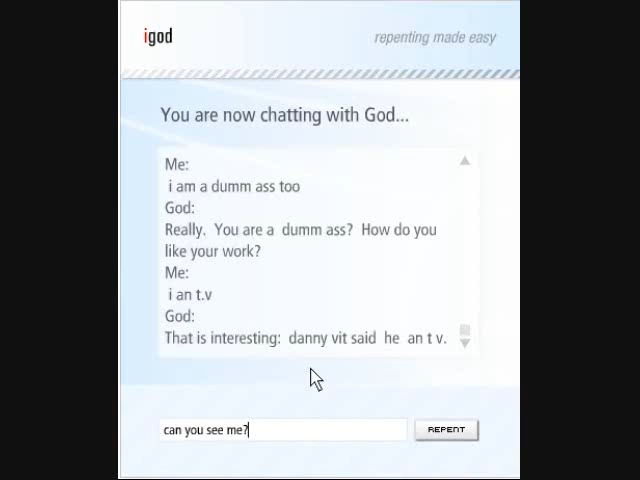 igod
repenting made easy
You are now chatting with God...
Me:
i am a dumm ass too
God:
Really. You are a dumm ass? How do you
like your work?
Me:
i an t.v
God:
That is interesting: danny vit said he an t v.
can you see me?
REPENT